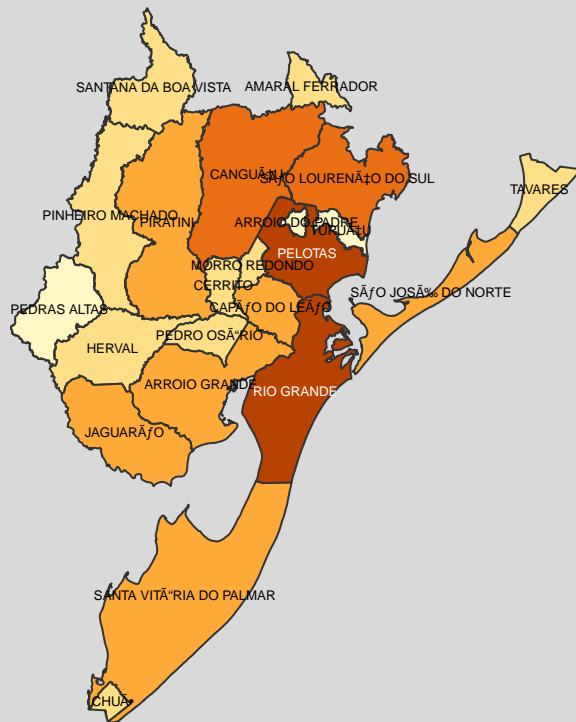 SANTANA DA BOA VISTA
AMARAL FERRADOR
CANGUÃ‡U
SÃƒO LOURENÃ‡O DO SUL
TAVARES
PINHEIRO MACHADO
PIRATINI
ARROIO DO PADRE
TURUÃ‡U
PELOTAS
MORRO REDONDO
CERRITO
SÃƒO JOSÃ‰ DO NORTE
PEDRAS ALTAS
CAPÃƒO DO LEÃƒO
PEDRO OSÃ“RIO
HERVAL
ARROIO GRANDE
RIO GRANDE
JAGUARÃƒO
SANTA VITÃ“RIA DO PALMAR